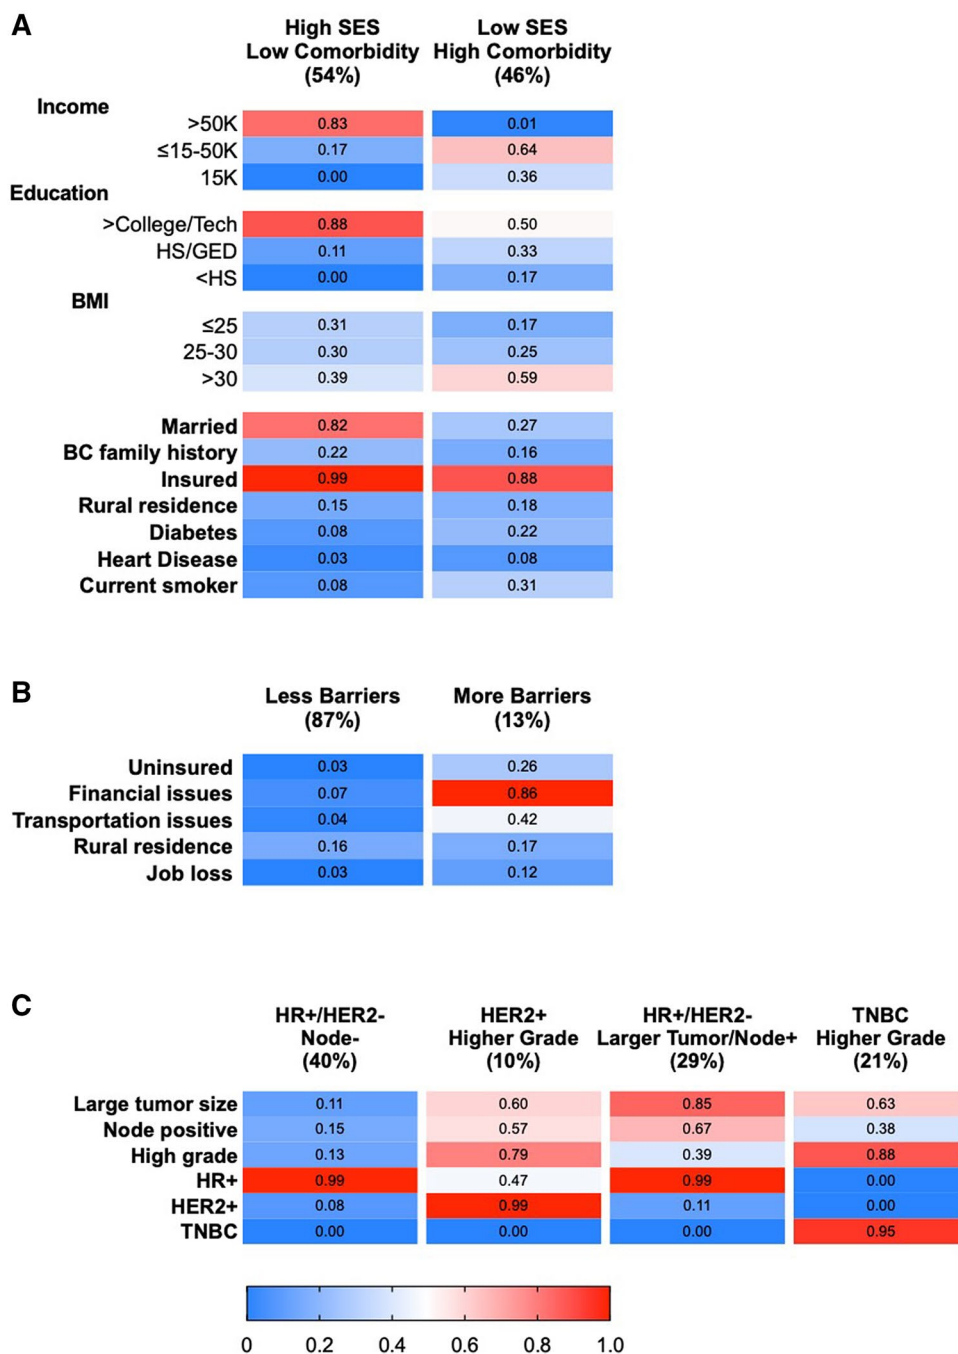 A
High SES Low SES
Low Comorbidity High Comorbidity
(54%) (46%)
Income
>50K 0.83 0.01
≤15-50K 0.17 0.64
15K 0.00 0.36
Education
>College/Tech 0.88 0.50
HS/GED 0.11 0.33
<HS 0.00 0.17
BMI
≤25 0.31 0.17
25-30 0.30 0.25
>30 0.39 0.59
Married 0.82 0.27
BC family history 0.22 0.16
Insured 0.99 0.88
Rural residence 0.15 0.18
Diabetes 0.08 0.22
Heart Disease 0.03 0.08
Current smoker 0.08 0.31
B
Less Barriers More Barriers
(87%) (13%)
Uninsured 0.03 0.26
Financial issues 0.07 0.86
Transportation issues 0.04 0.42
Rural residence 0.16 0.17
Job loss 0.03 0.12
C
HR+/HER2- HER2+ HR+/HER2- TNBC
Node- Higher Grade Larger Tumor/Node+ Higher Grade
(40%) (10%) (29%) (21%)
Large tumor size 0.11 0.60 0.85 0.63
Node positive 0.15 0.57 0.67 0.38
High grade 0.13 0.79 0.39 0.88
HR+ 0.99 0.47 0.99 0.00
HER2+ 0.08 0.99 0.11 0.00
TNBC 0.00 0.00 0.00 0.95
0 0.2 0.4 0.6 0.8 1.0